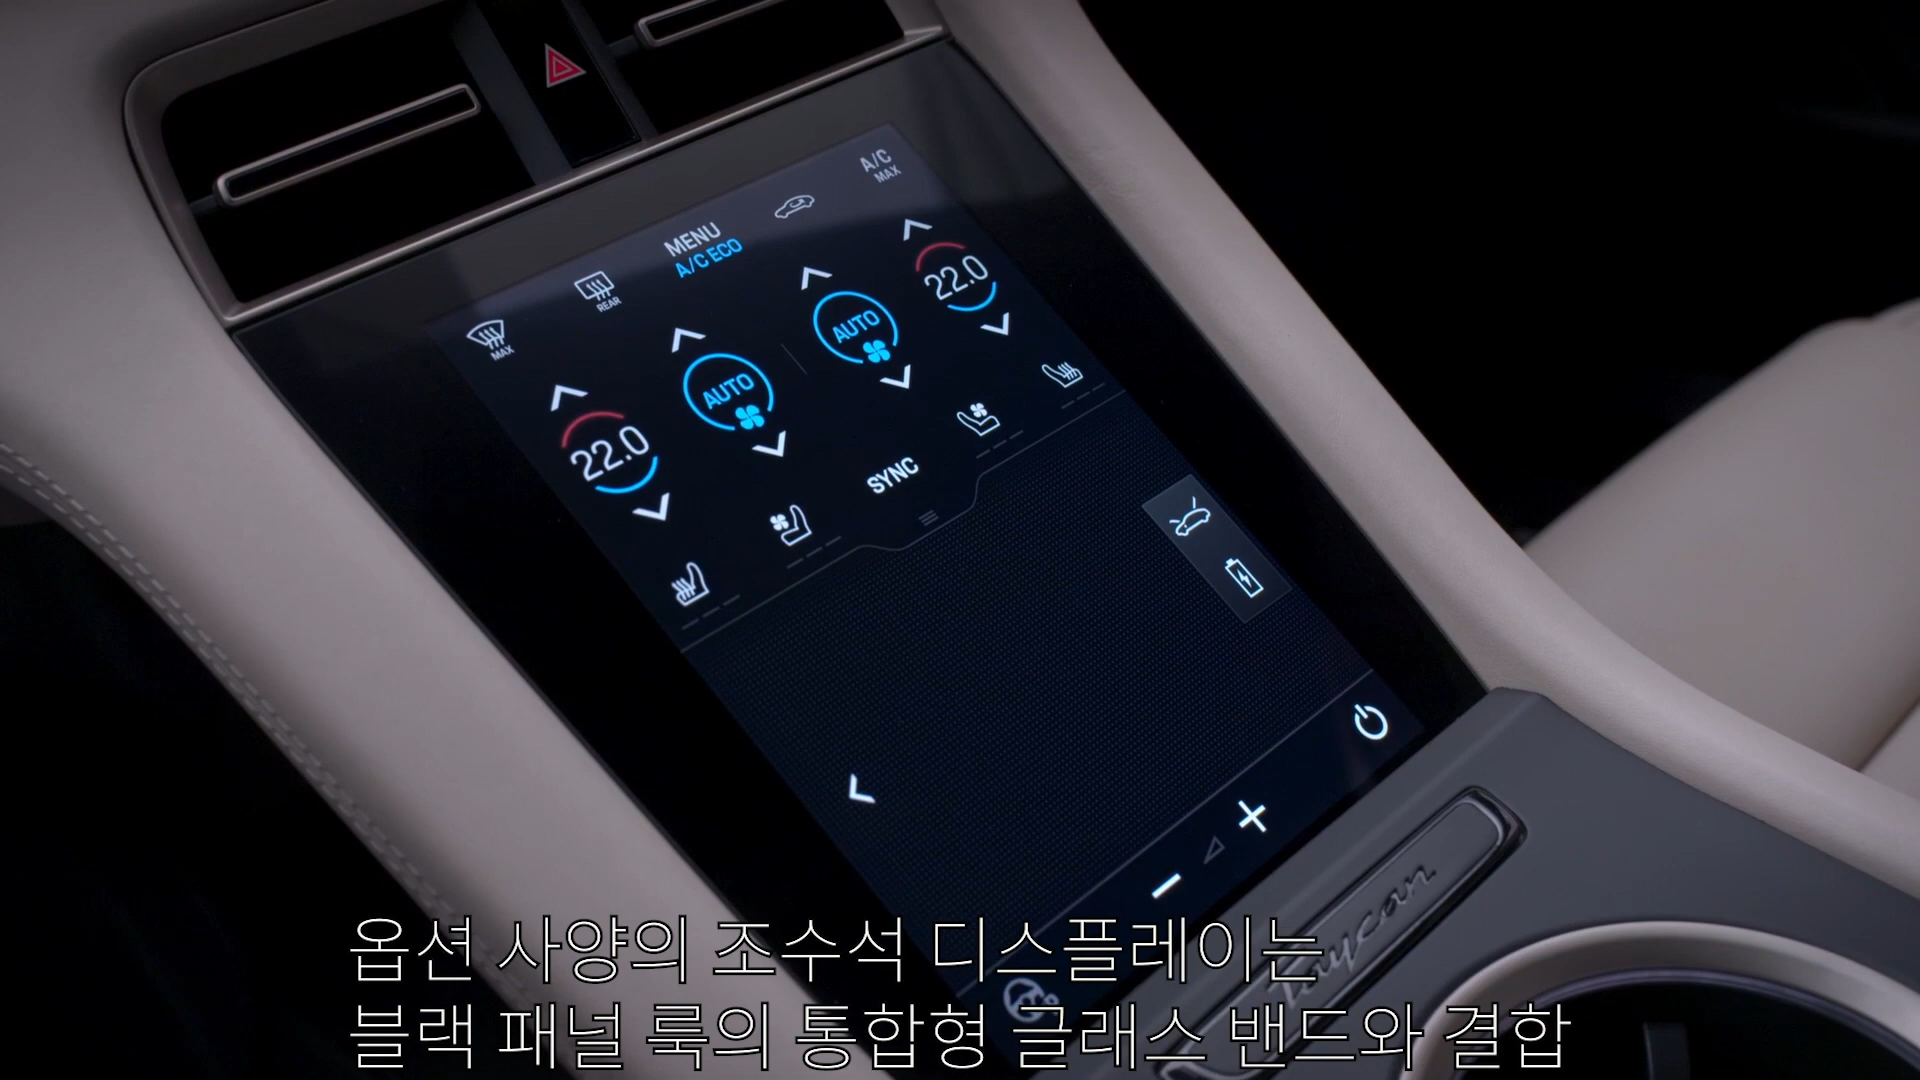 A/C
MAX
MENU
A/C ECO
REAR
MAX
22.0
AUTO
AUTO
22.0
SYNC
Taycan
옵션 사양의 조수석 디스플레이는
블랙 패널 룩의 통합형 글래스 밴드와 결합